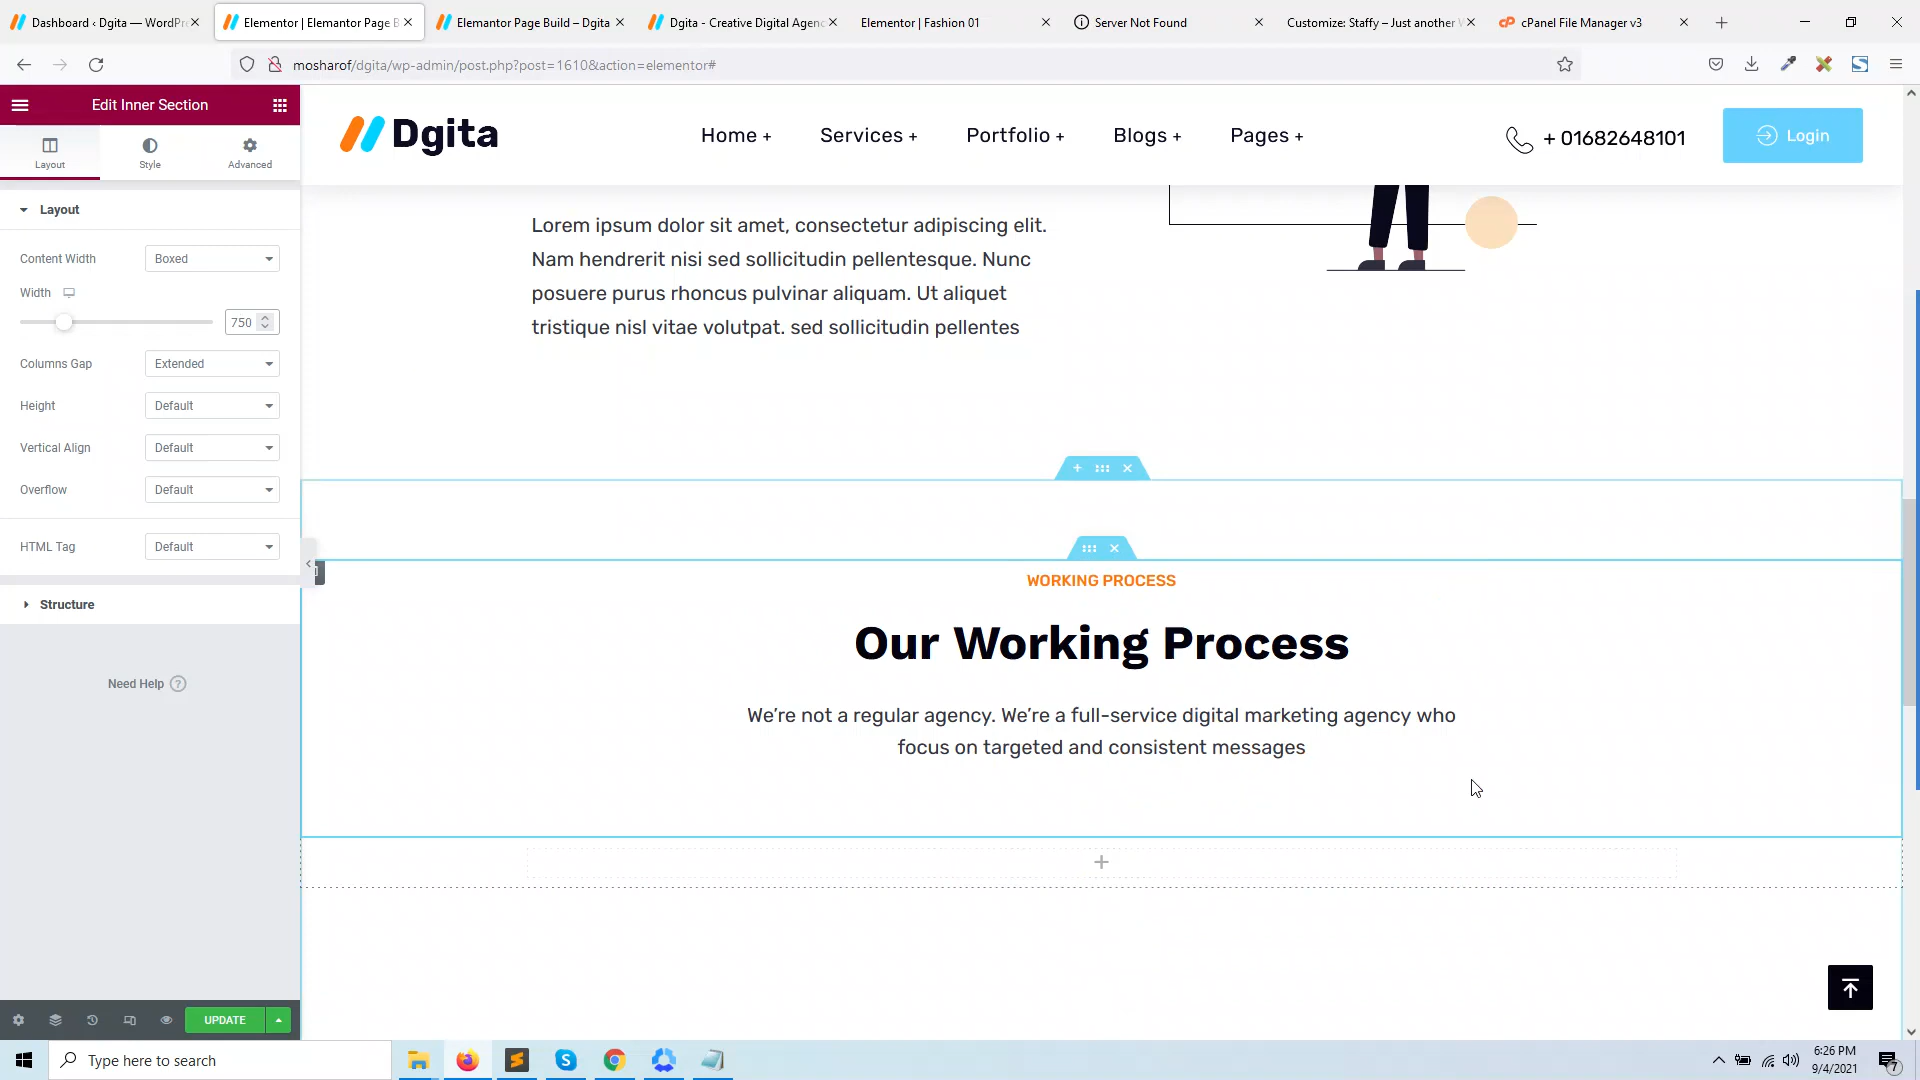 Dashboard ‹ Dgita — WordPre
Elementor | Elemantor Page B
Elemantor Page Build – Dgita
Dgita - Creative Digital Agenc
Elementor | Fashion 01
Server Not Found
Customize: Staffy – Just another W
cPanel File Manager v3
mosharof/dgita/wp-admin/post.php?post=1610&action=elementor#
Edit Inner Section
Layout
Style
Advanced
Layout
Content Width
Boxed
Width
750
Columns Gap
Extended
Height
Default
Vertical Align
Default
Overflow
Default
HTML Tag
Default
Structure
Need Help ?
UPDATE
Dgita
Home +
Services +
Portfolio +
Blogs +
Pages +
+ 01682648101
Login
Lorem ipsum dolor sit amet, consectetur adipiscing elit.
Nam hendrerit nisi sed sollicitudin pellentesque. Nunc
posuere purus rhoncus pulvinar aliquam. Ut aliquet
tristique nisl vitae volutpat. sed sollicitudin pellentes
WORKING PROCESS
Our Working Process
We’re not a regular agency. We’re a full-service digital marketing agency who
focus on targeted and consistent messages
Type here to search
6:26 PM
9/4/2021
7